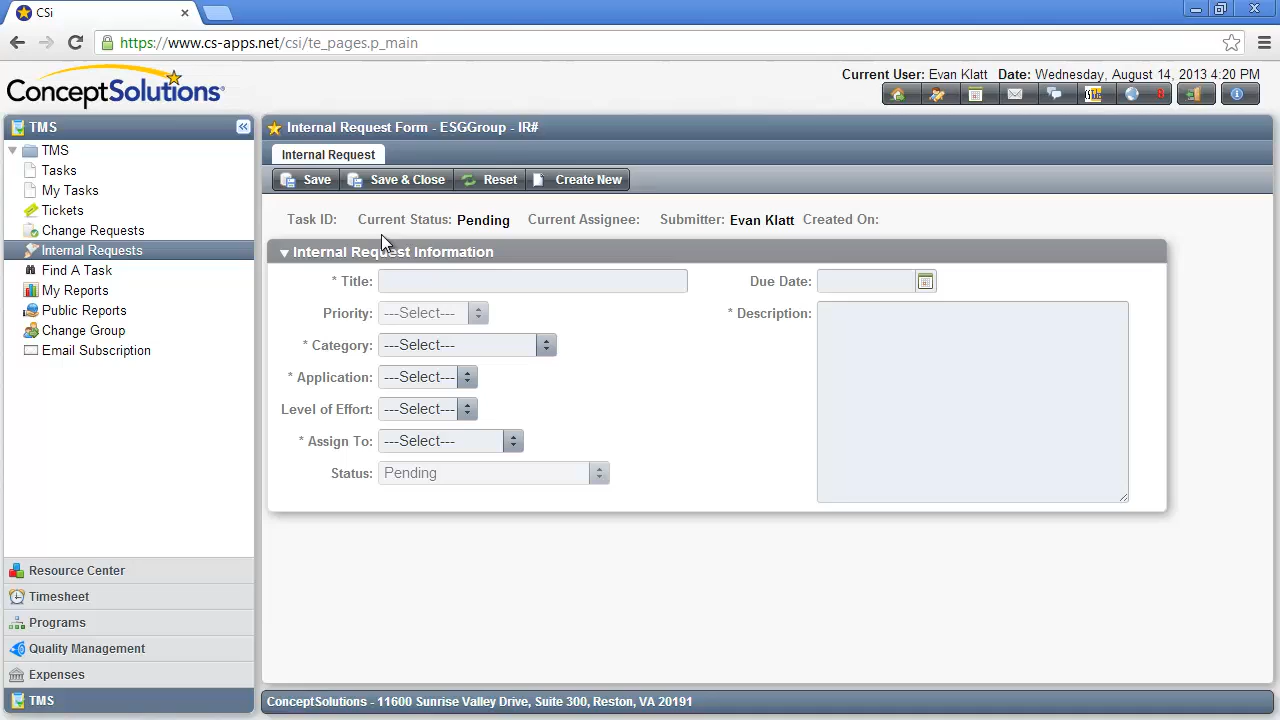 CSi
https://www.cs-apps.net/csi/te_pages.p_main
ConceptSolutions
Current User: Evan Klatt Date: Wednesday, August 14, 2013 4:20 PM
TMS
TMS
Tasks
My Tasks
Tickets
Change Requests
Internal Requests
Find A Task
My Reports
Public Reports
Change Group
Email Subscription
Resource Center
Timesheet
Programs
Quality Management
Expenses
TMS
Internal Request Form - ESGGroup - IR#
Internal Request
Save Save & Close Reset Create New
Task ID: Current Status: Pending Current Assignee: Submitter: Evan Klatt Created On:
Internal Request Information
* Title: Due Date:
Priority: ---Select--- * Description:
* Category: ---Select---
* Application: ---Select---
Level of Effort: ---Select---
* Assign To: ---Select---
Status: Pending
ConceptSolutions - 11600 Sunrise Valley Drive, Suite 300, Reston, VA 20191